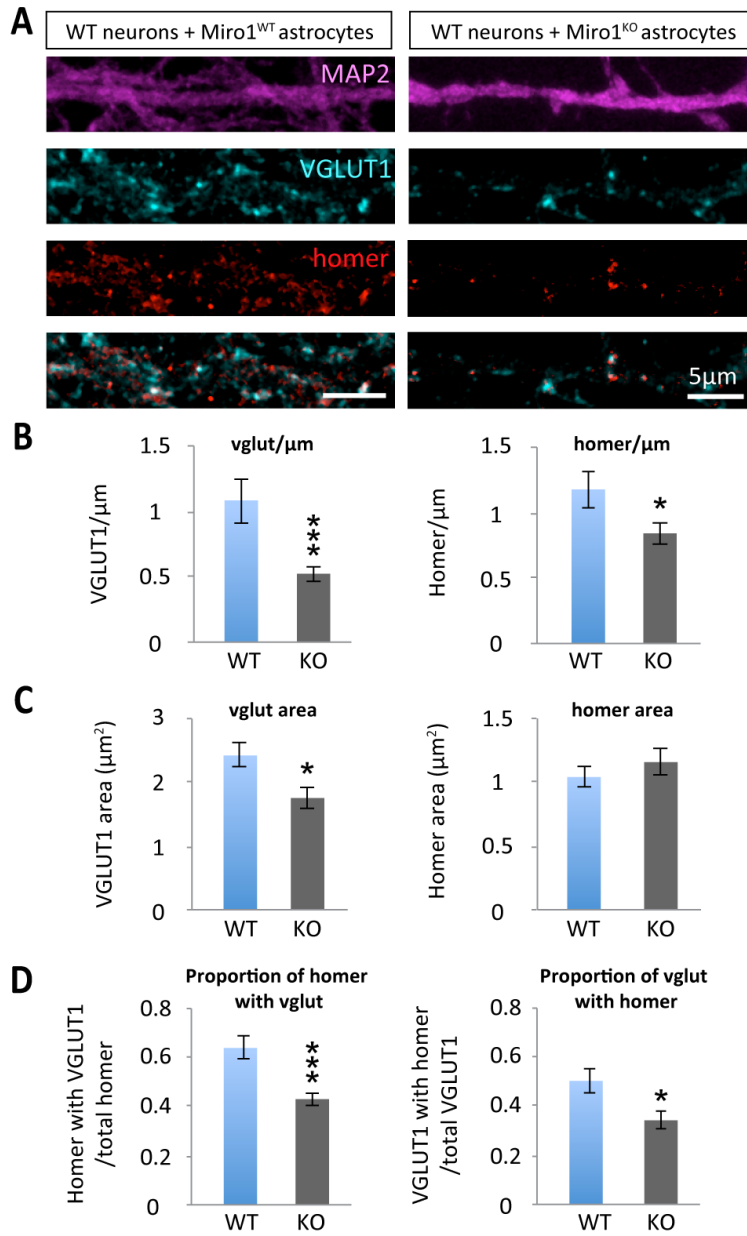 A
WT neurons + Miro1WT astrocytes
WT neurons + Miro1KO astrocytes
MAP2
VGLUT1
homer
5μm
B
vglut/μm
VGLUT1/μm
1.5
1
0.5
0
***
WT KO
homer/μm
Homer/μm
1.5
1
0.5
0
*
WT KO
C
vglut area
VGLUT1 area (μm²)
3
2
1
0
*
WT KO
homer area
Homer area (μm²)
1.5
1
0.5
0
WT KO
D
Proportion of homer
with vglut
Homer with VGLUT1
/total homer
0.8
0.6
0.4
0.2
0
***
WT KO
Proportion of vglut
with homer
VGLUT1 with homer
/total VGLUT1
0.8
0.6
0.4
0.2
0
*
WT KO